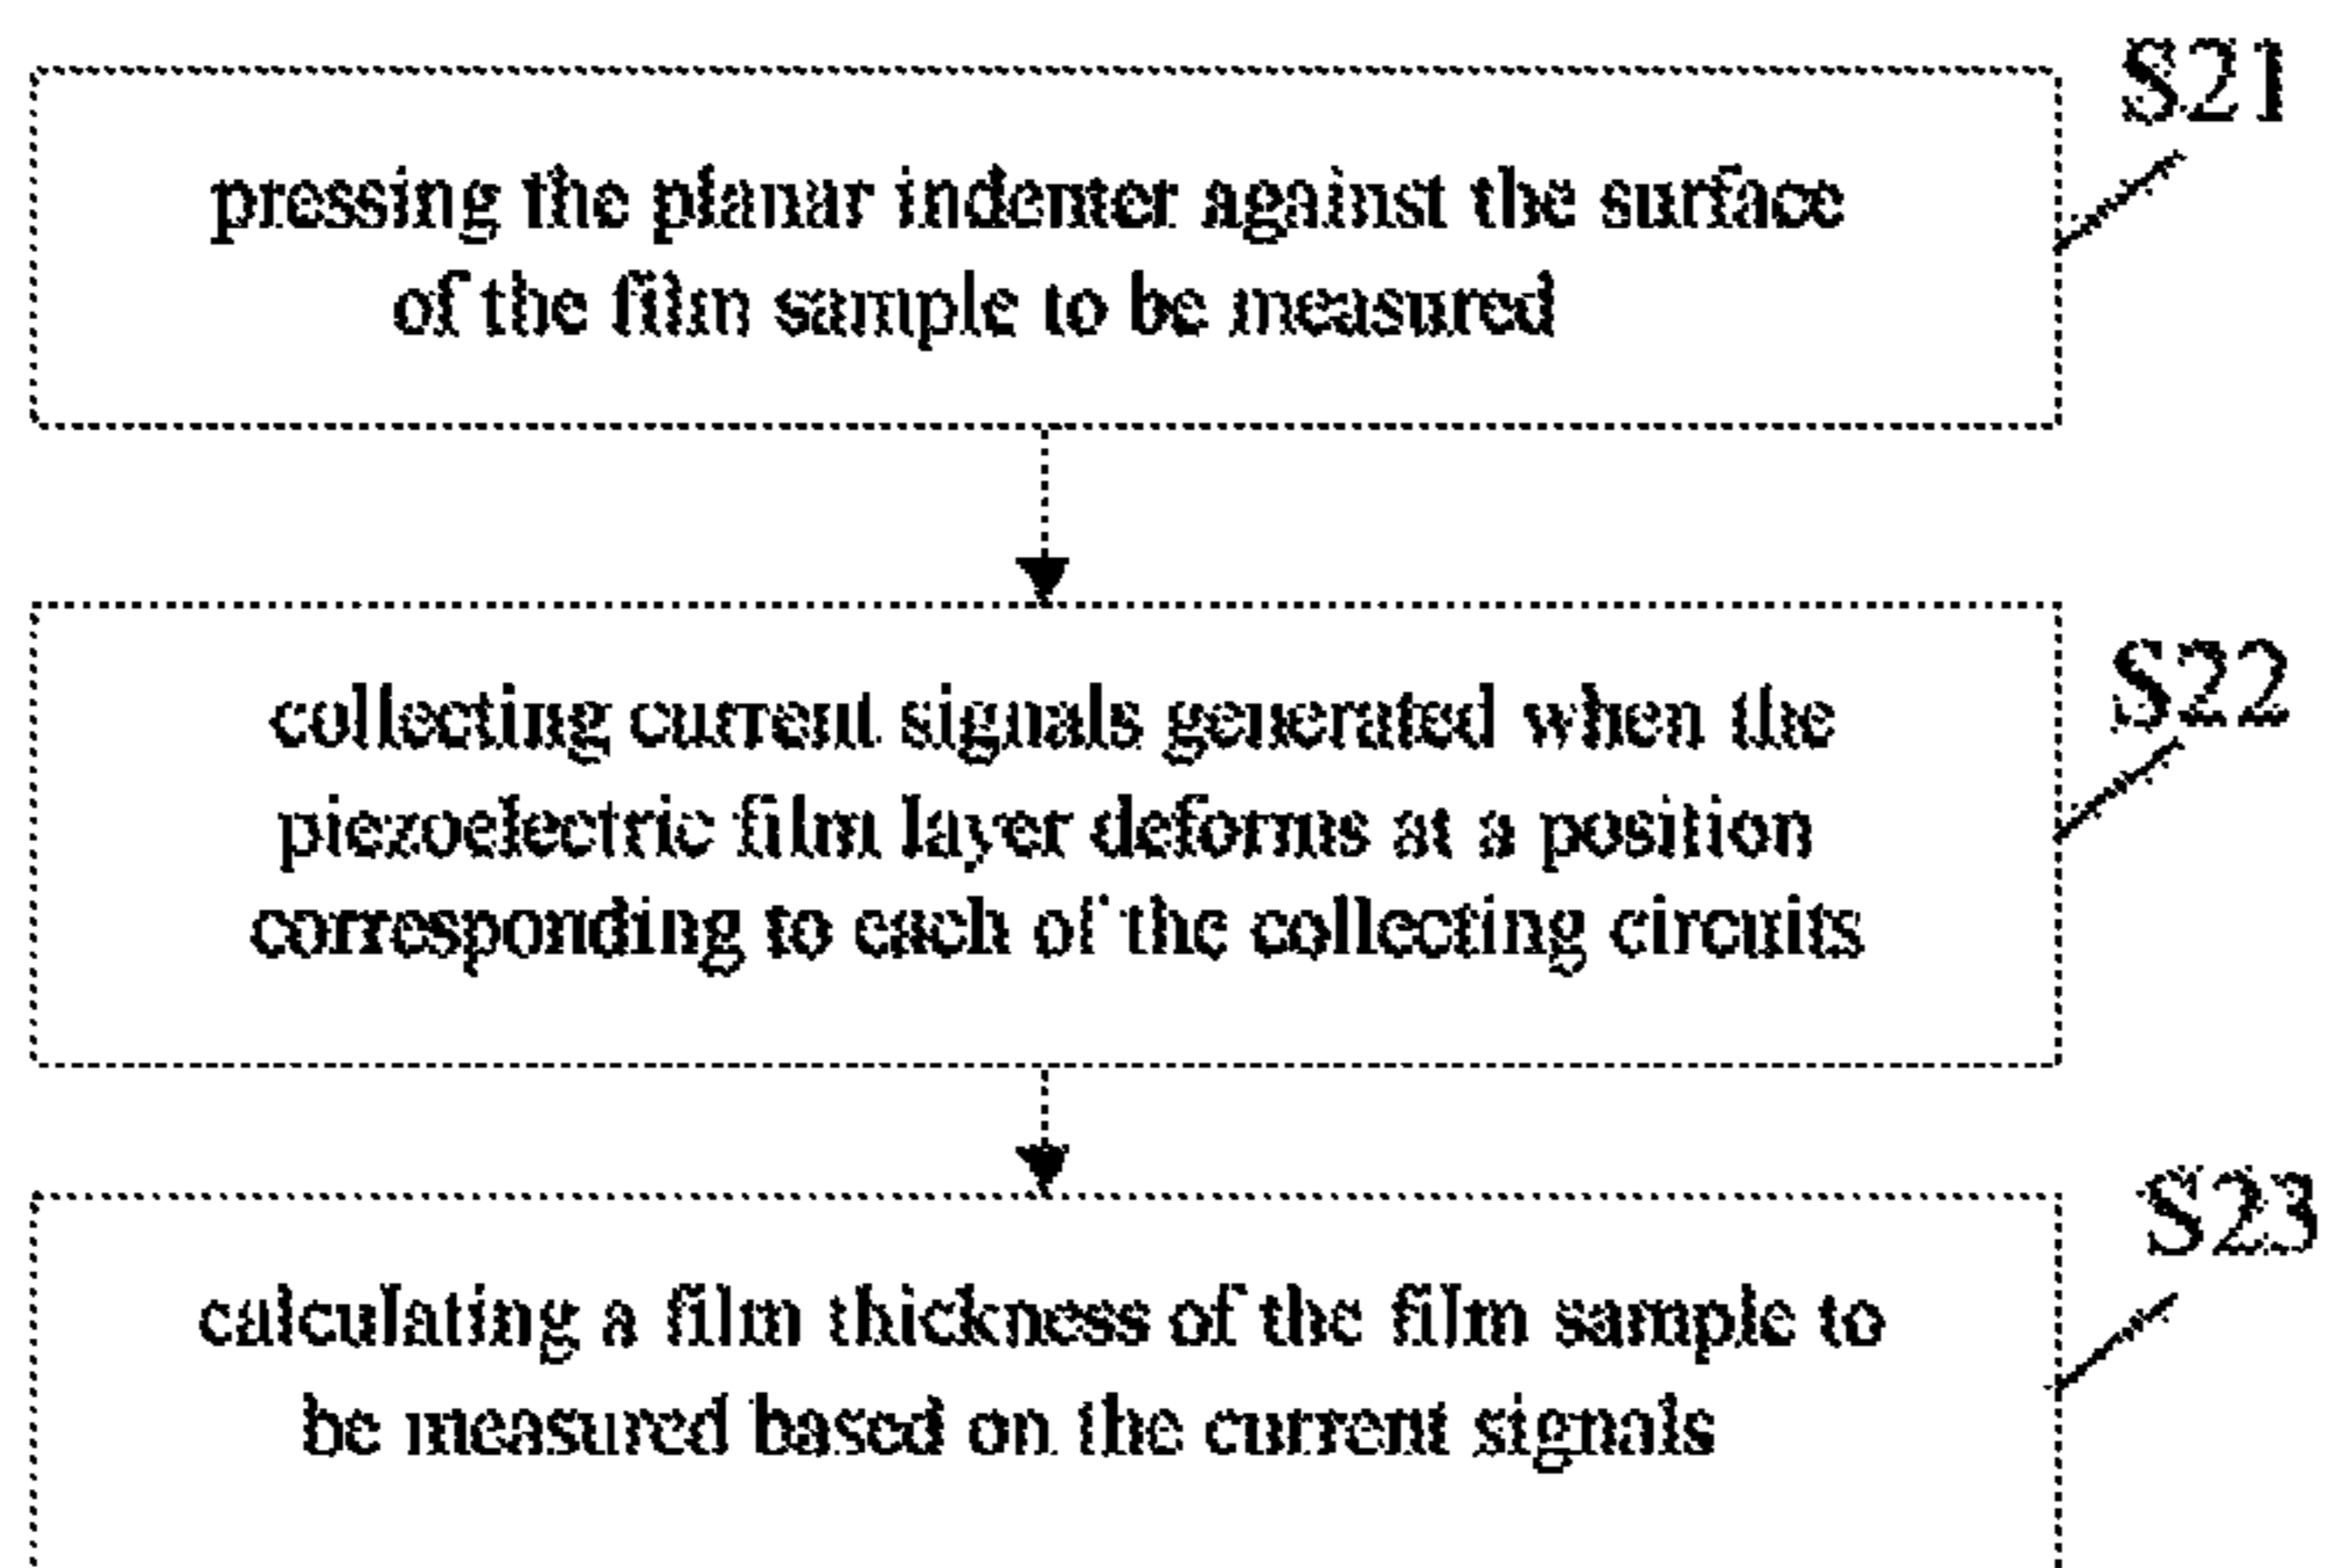 S21
pressing the planar indenter against the surface
of the film sample to be measured
S22
collecting current signals generated when the
piezoelectric film layer deforms at a position
corresponding to each of the collecting circuits
S23
calculating a film thickness of the film sample to
be measured based on the current signals